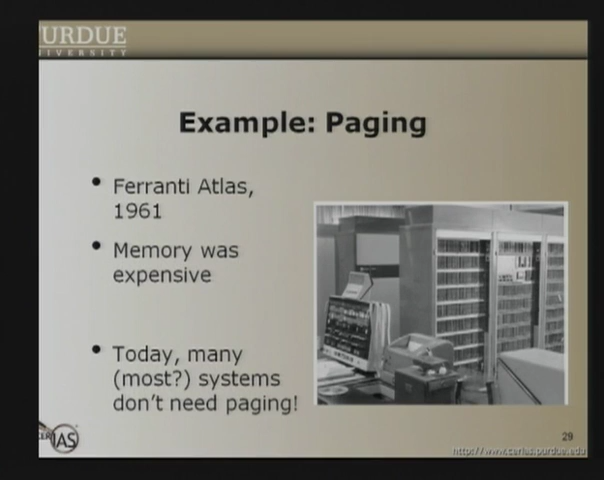 URDUE
IVERSITY
Example: Paging
• Ferranti Atlas,
1961
• Memory was
expensive
• Today, many
(most?) systems
don't need paging!
ERIAS
29
http://www.cerias.purdue.edu